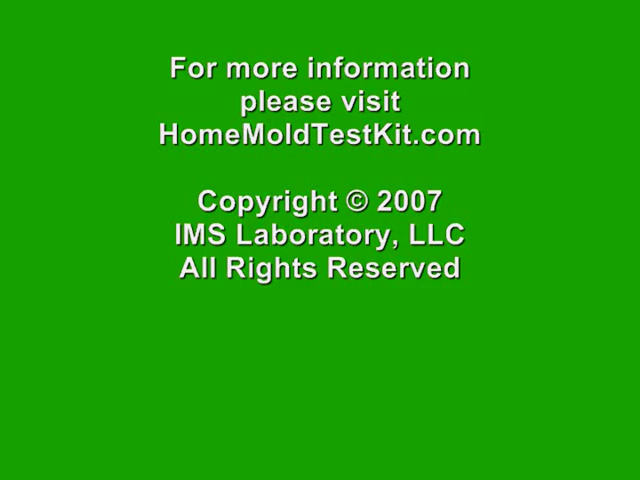 For more information
please visit
HomeMoldTestKit.com
Copyright © 2007
IMS Laboratory, LLC
All Rights Reserved